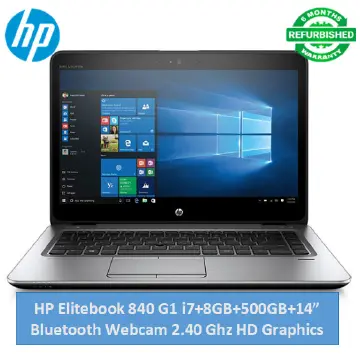 hp
6 MONTHS
REFURBISHED
WARRANTY
hp
HP Elitebook 840 G1 i7+8GB+500GB+14”
Bluetooth Webcam 2.40 Ghz HD Graphics